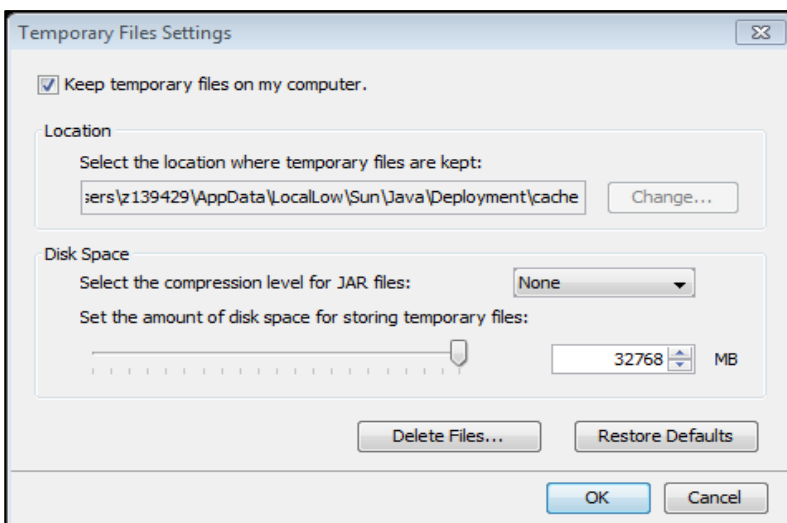 Temporary Files Settings
Keep temporary files on my computer.
Location
Select the location where temporary files are kept:
sers\z139429\AppData\LocalLow\Sun\Java\Deployment\cache
Change...
Disk Space
Select the compression level for JAR files:
None
Set the amount of disk space for storing temporary files:
32768 MB
Delete Files...
Restore Defaults
OK
Cancel